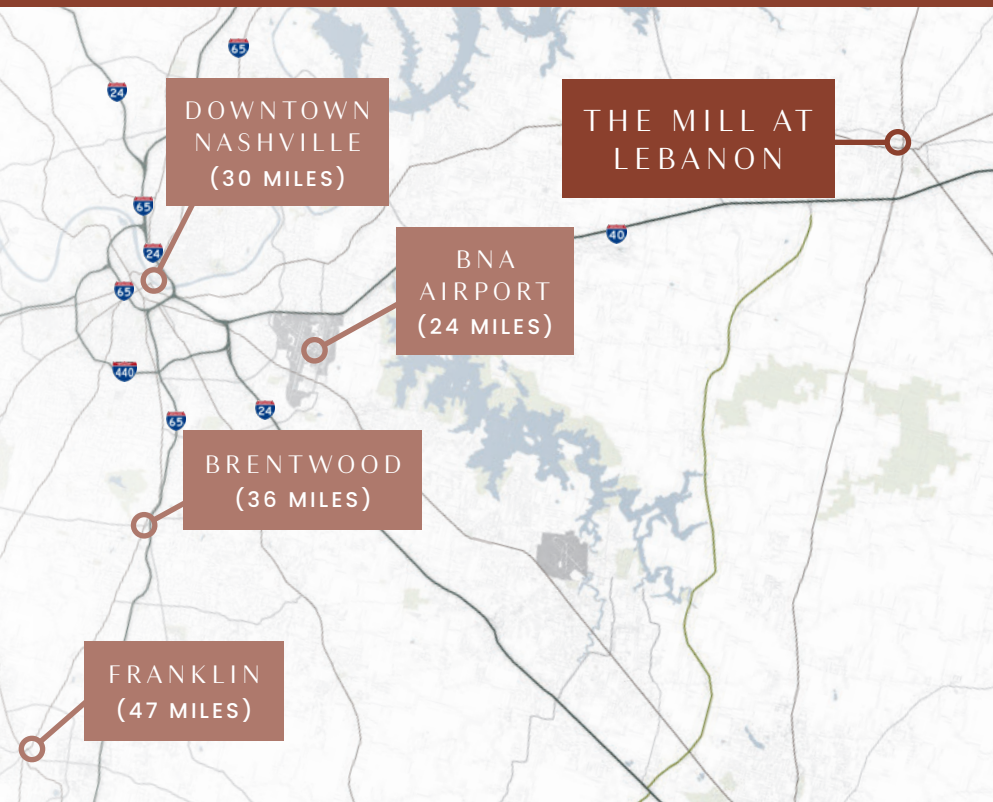 65
24
DOWNTOWN
NASHVILLE
(30 MILES)
THE MILL AT
LEBANON
65
40
24
BNA
AIRPORT
(24 MILES)
65
440
24
65
BRENTWOOD
(36 MILES)
FRANKLIN
(47 MILES)